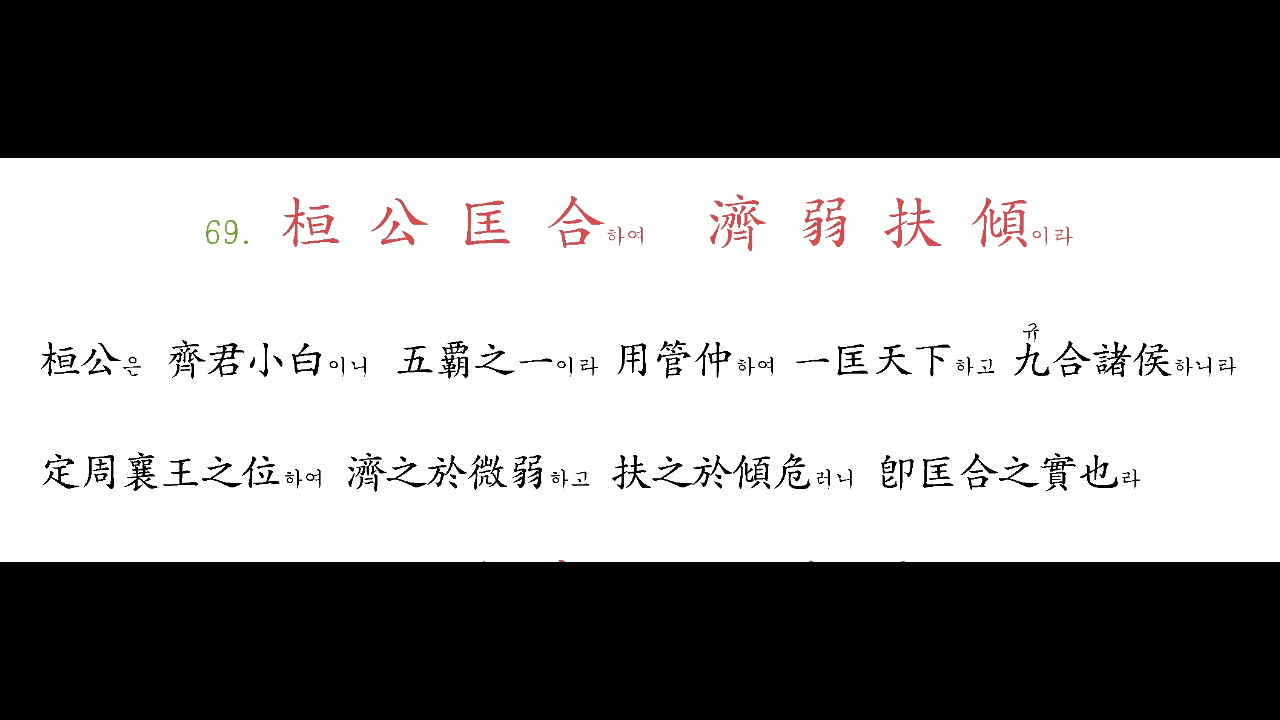 69. 桓公匡合하여 濟弱扶傾이라
규
桓公은 齊君小白이니 五覇之一이라 用管仲하여 一匡天下하고 九合諸侯하니라
定周襄王之位하여 濟之於微弱하고 扶之於傾危러니 卽匡合之實也라